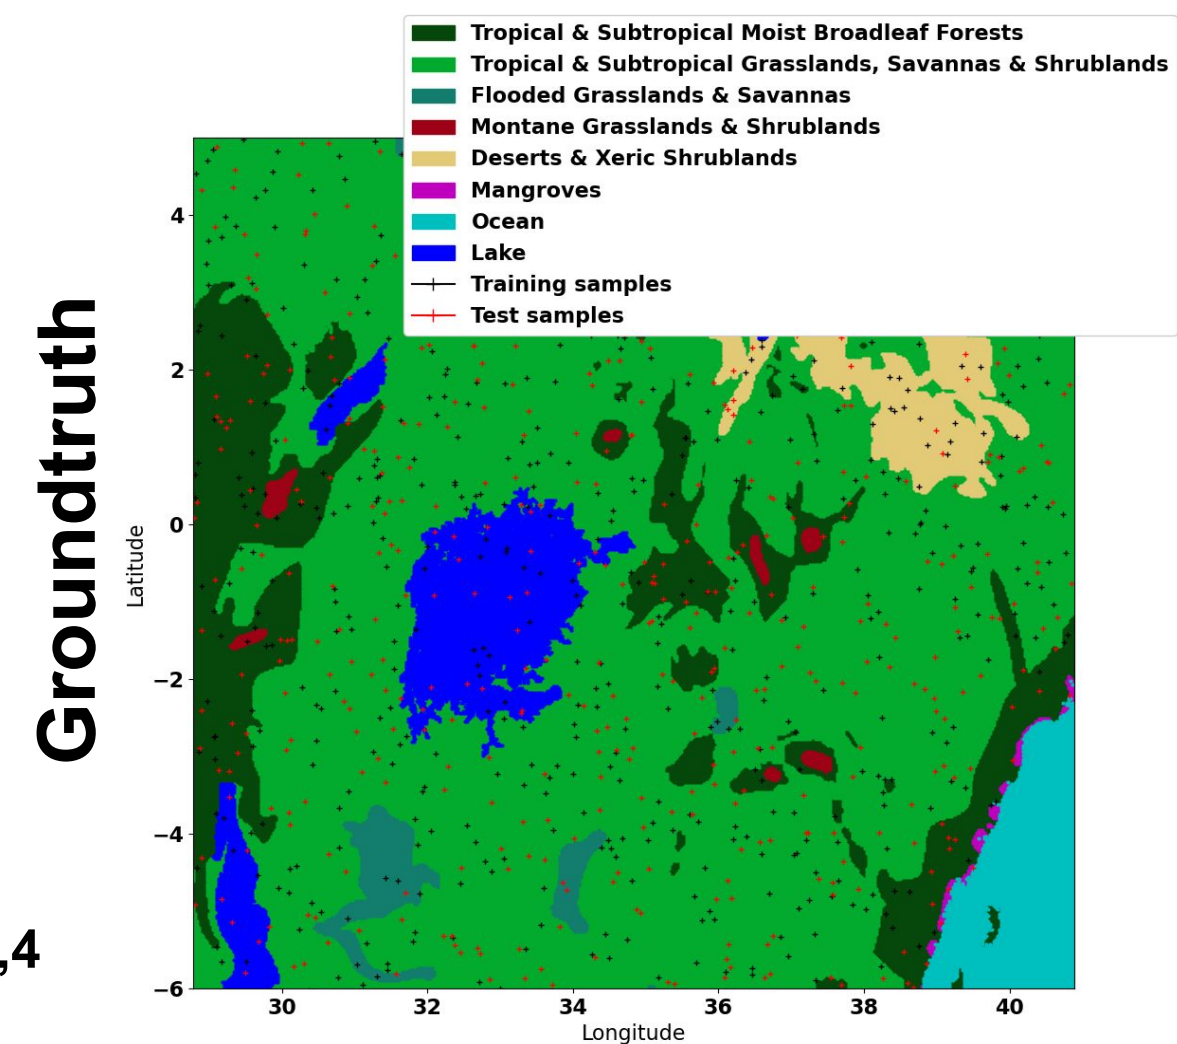 Tropical & Subtropical Moist Broadleaf Forests
Tropical & Subtropical Grasslands, Savannas & Shrublands
Flooded Grasslands & Savannas
Montane Grasslands & Shrublands
Deserts & Xeric Shrublands
Mangroves
Ocean
Lake
Training samples
Test samples
Groundtruth
,4
Latitude
4
2
0
−2
−4
−6
30 32 34 36 38 40
Longitude